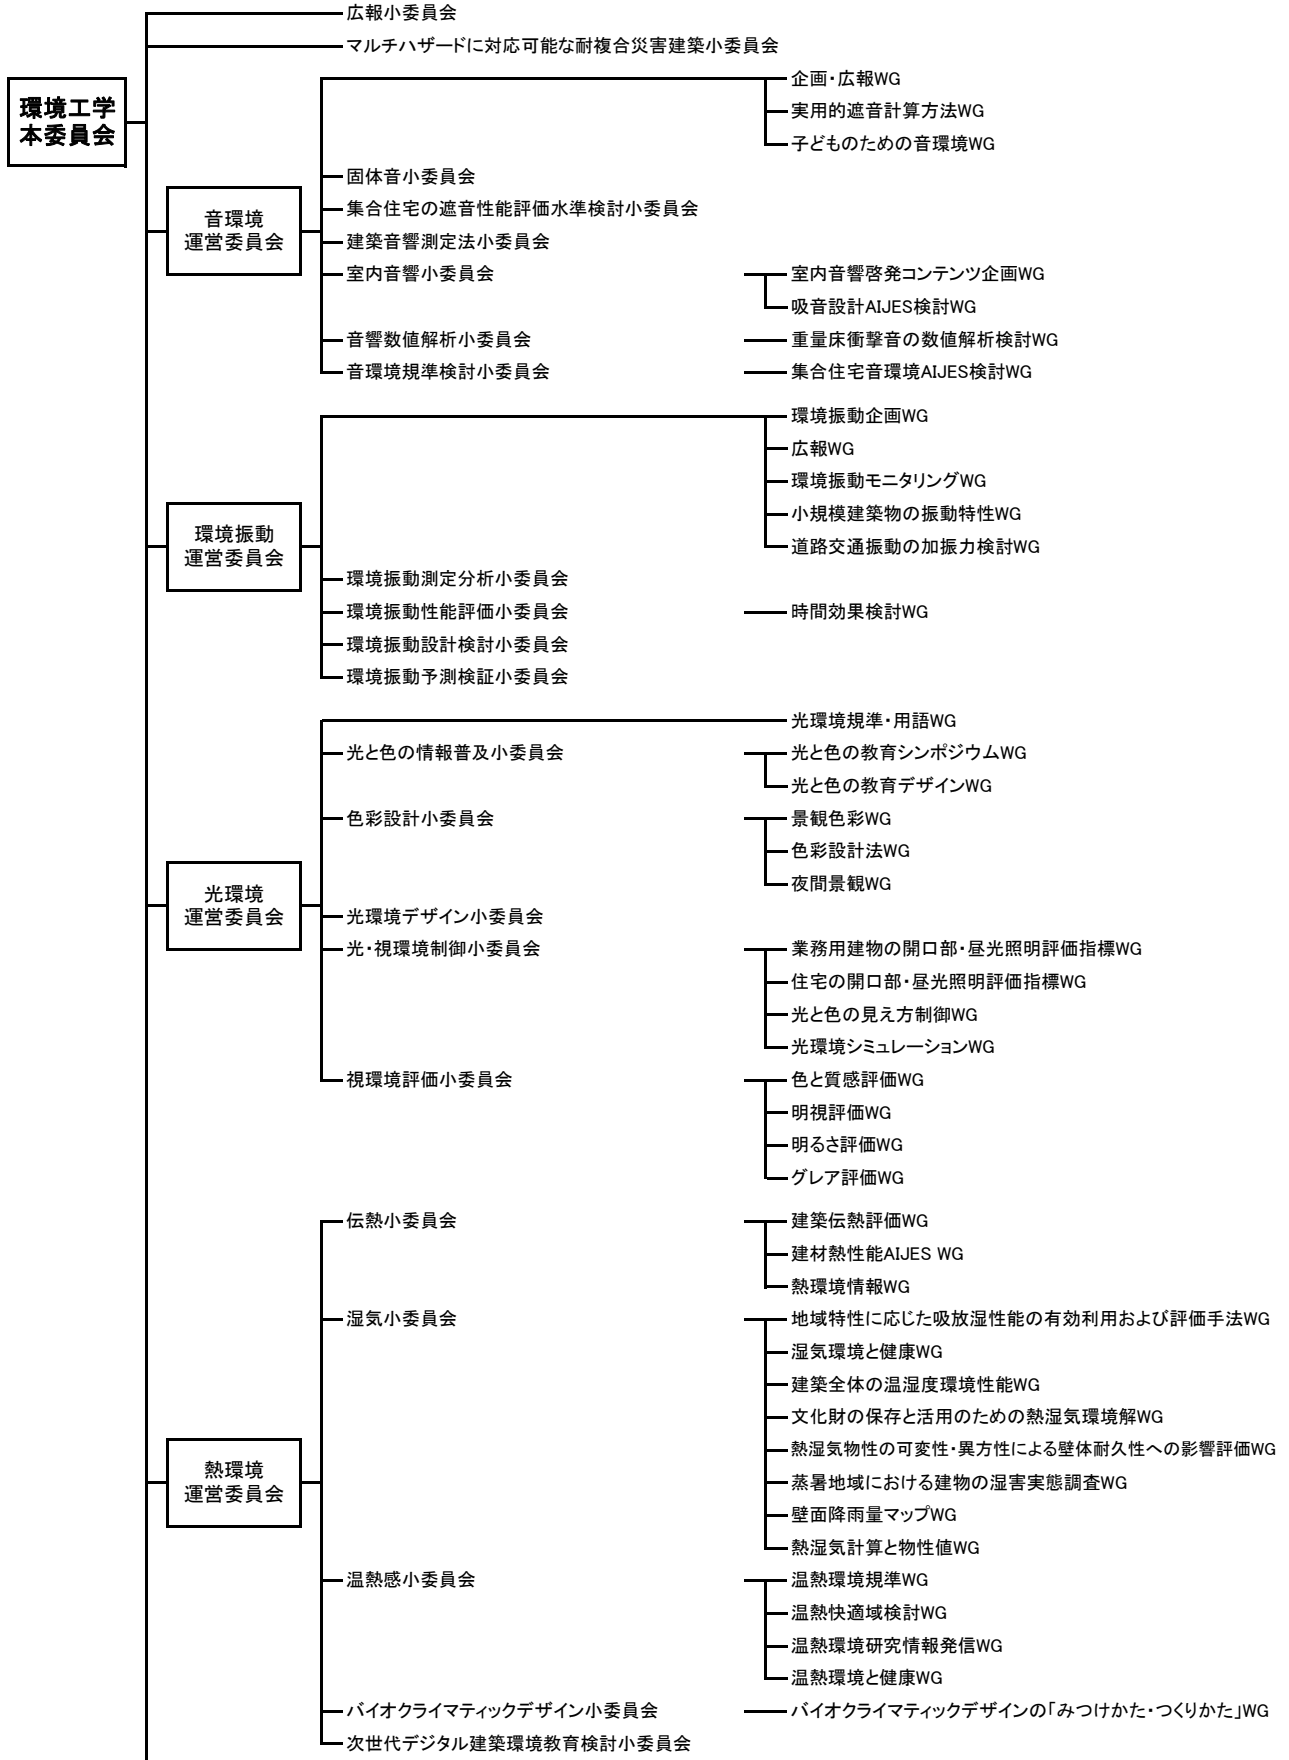 広報小委員会
マルチハザードに対応可能な耐複合災害建築小委員会
環境工学
本委員会
企画・広報WG
実用的遮音計算方法WG
子どものための音環境WG
音環境
運営委員会
固体音小委員会
集合住宅の遮音性能評価水準検討小委員会
建築音響測定法小委員会
室内音響小委員会
室内音響啓発コンテンツ企画WG
吸音設計AIJES検討WG
音響数値解析小委員会
重量床衝撃音の数値解析検討WG
音環境規準検討小委員会
集合住宅音環境AIJES検討WG
環境振動企画WG
広報WG
環境振動モニタリングWG
小規模建築物の振動特性WG
道路交通振動の加振力検討WG
環境振動
運営委員会
環境振動測定分析小委員会
環境振動性能評価小委員会
時間効果検討WG
環境振動設計検討小委員会
環境振動予測検証小委員会
光環境規準・用語WG
光と色の情報普及小委員会
光と色の教育シンポジウムWG
光と色の教育デザインWG
色彩設計小委員会
景観色彩WG
色彩設計法WG
夜間景観WG
光環境
運営委員会
光環境デザイン小委員会
光・視環境制御小委員会
業務用建物の開口部・昼光照明評価指標WG
住宅の開口部・昼光照明評価指標WG
光と色の見え方制御WG
光環境シミュレーションWG
視環境評価小委員会
色と質感評価WG
明視評価WG
明るさ評価WG
グレア評価WG
伝熱小委員会
建築伝熱評価WG
建材熱性能AIJES WG
熱環境情報WG
湿気小委員会
地域特性に応じた吸放湿性能の有効利用および評価手法WG
湿気環境と健康WG
建築全体の温湿度環境性能WG
文化財の保存と活用のための熱湿気環境解WG
熱湿気物性の可変性・異方性による壁体耐久性への影響評価WG
蒸暑地域における建物の湿害実態調査WG
壁面降雨量マップWG
熱湿気計算と物性値WG
熱環境
運営委員会
温熱感小委員会
温熱環境規準WG
温熱快適域検討WG
温熱環境研究情報発信WG
温熱環境と健康WG
バイオクライマティックデザイン小委員会
バイオクライマティックデザインの「みつけかた・つくりかた」WG
次世代デジタル建築環境教育検討小委員会